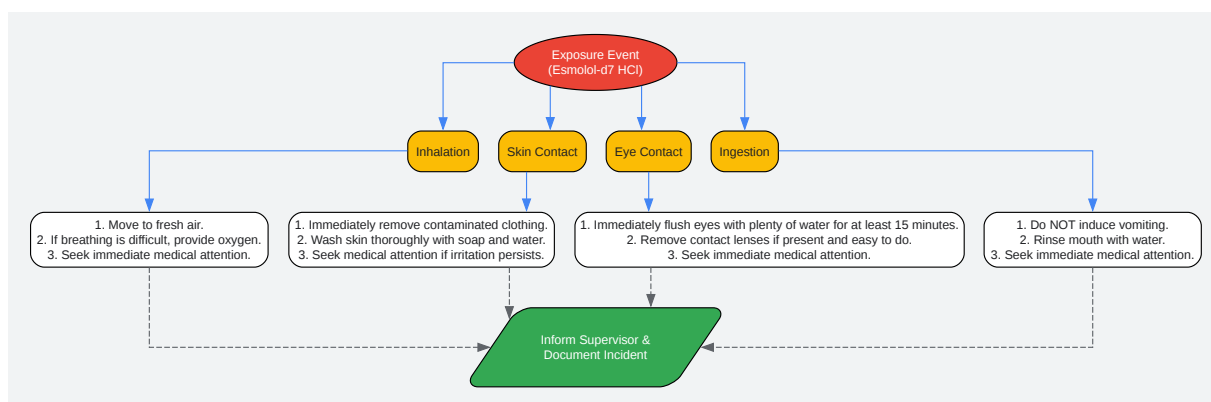 Exposure Event
(Esmolol-d7 HCl)
Inhalation
Skin Contact
Eye Contact
Ingestion
1. Move to fresh air.
2. If breathing is difficult, provide oxygen.
3. Seek immediate medical attention.
1. Immediately remove contaminated clothing.
2. Wash skin thoroughly with soap and water.
3. Seek medical attention if irritation persists.
1. Immediately flush eyes with plenty of water for at least 15 minutes.
2. Remove contact lenses if present and easy to do.
3. Seek immediate medical attention.
1. Do NOT induce vomiting.
2. Rinse mouth with water.
3. Seek immediate medical attention.
Inform Supervisor &
Document Incident